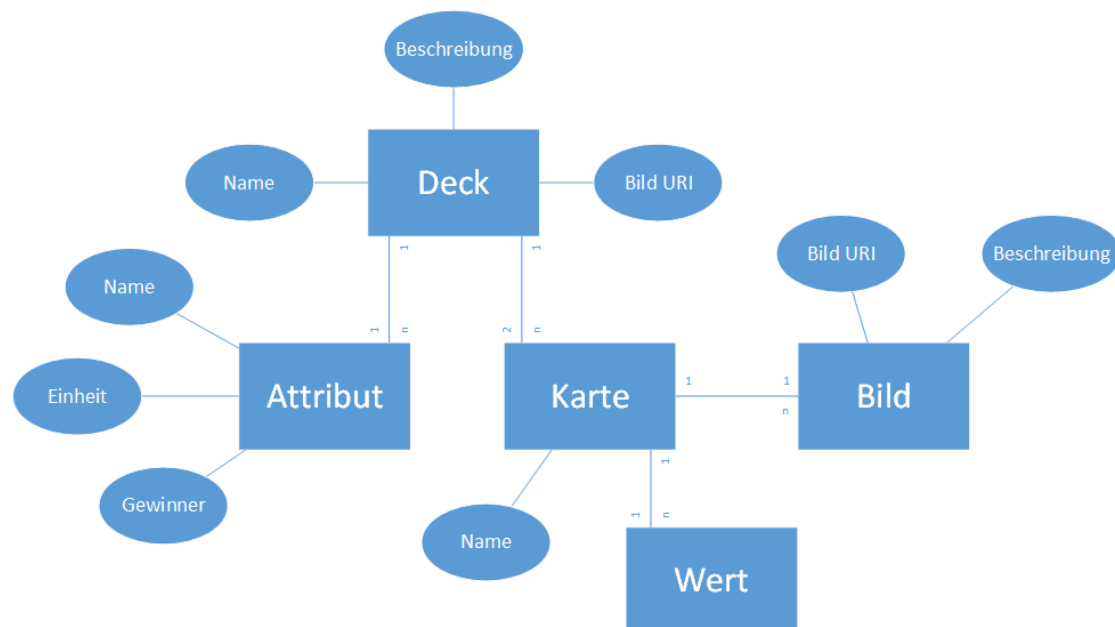 Beschreibung
Deck
Name
Bild URI
1
1
Name
Bild URI
Beschreibung
1
n
2
n
Attribut
Karte
1
1
n
Bild
Einheit
Gewinner
Name
1
1
n
Wert